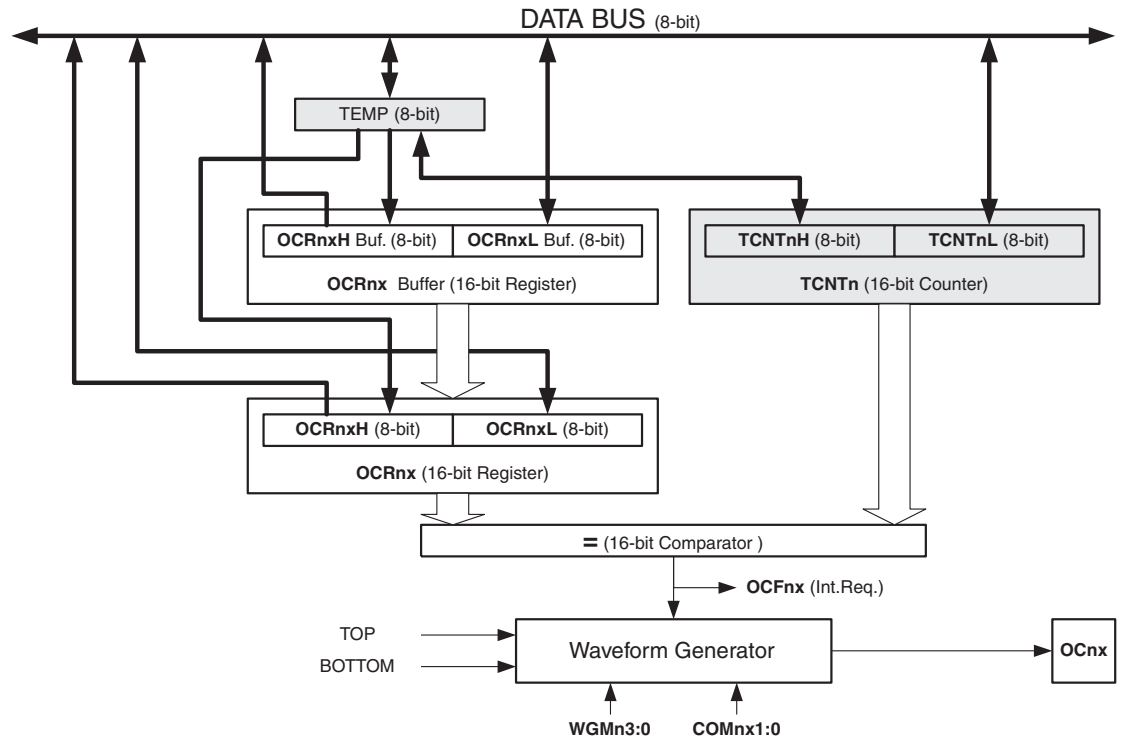 DATA BUS (8-bit)
TEMP (8-bit)
OCRnxH Buf. (8-bit)
OCRnxL Buf. (8-bit)
TCNTnH (8-bit)
TCNTnL (8-bit)
OCRnx Buffer (16-bit Register)
TCNTn (16-bit Counter)
OCRnxH (8-bit)
OCRnxL (8-bit)
OCRnx (16-bit Register)
= (16-bit Comparator )
OCFnx (Int.Req.)
TOP
BOTTOM
Waveform Generator
OCnx
WGMn3:0
COMnx1:0